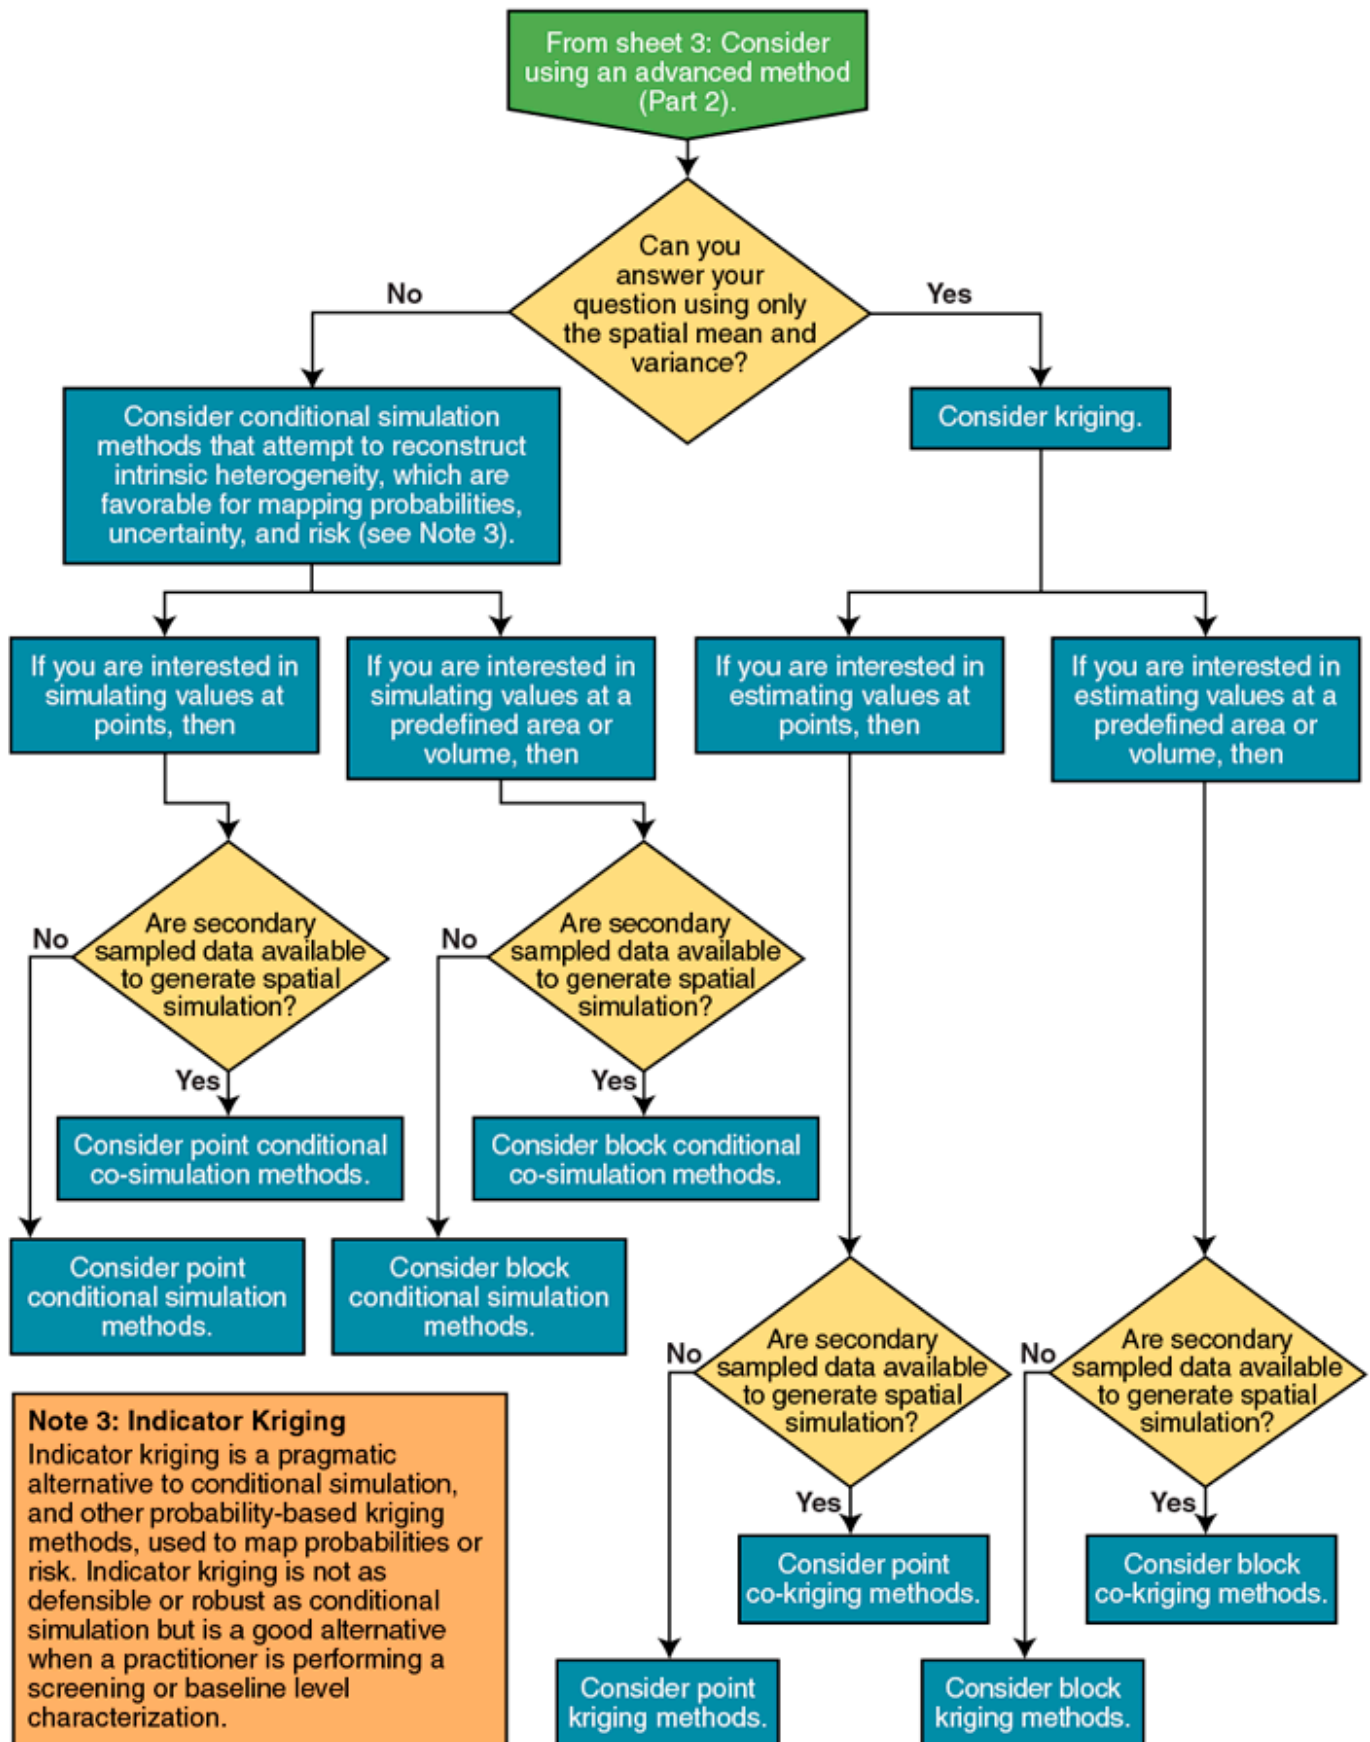 From sheet 3: Consider
using an advanced method
(Part 2).
Can you
answer your
question using only
the spatial mean and
variance?
No
Yes
Consider conditional simulation
methods that attempt to reconstruct
intrinsic heterogeneity, which are
favorable for mapping probabilities,
uncertainty, and risk (see Note 3).
Consider kriging.
If you are interested in
simulating values at
points, then
If you are interested in
simulating values at a
predefined area or
volume, then
If you are interested in
estimating values at
points, then
If you are interested in
estimating values at a
predefined area or
volume, then
Are secondary
sampled data available
to generate spatial
simulation?
No
Yes
Are secondary
sampled data available
to generate spatial
simulation?
No
Yes
Consider point conditional
co-simulation methods.
Consider block conditional
co-simulation methods.
Consider point
conditional simulation
methods.
Consider block
conditional simulation
methods.
Are secondary
sampled data available
to generate spatial
simulation?
No
Yes
Are secondary
sampled data available
to generate spatial
simulation?
No
Yes
Consider point
co-kriging methods.
Consider block
co-kriging methods.
Consider point
kriging methods.
Consider block
kriging methods.
Note 3: Indicator Kriging
Indicator kriging is a pragmatic
alternative to conditional simulation,
and other probability-based kriging
methods, used to map probabilities or
risk. Indicator kriging is not as
defensible or robust as conditional
simulation but is a good alternative
when a practitioner is performing a
screening or baseline level
characterization.